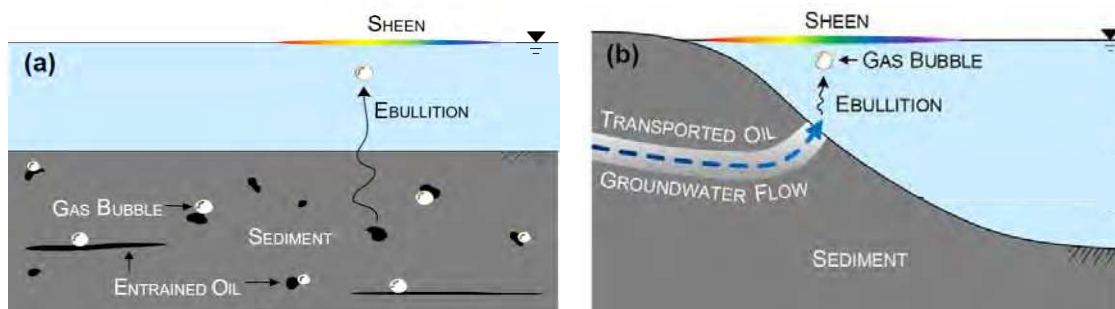 SHEEN
(a)
EBULLITION
GAS BUBBLE
SEDIMENT
ENTRAINED OIL
SHEEN
(b)
GAS BUBBLE
EBULLITION
TRANSPORTED OIL
GROUNDWATER FLOW
SEDIMENT